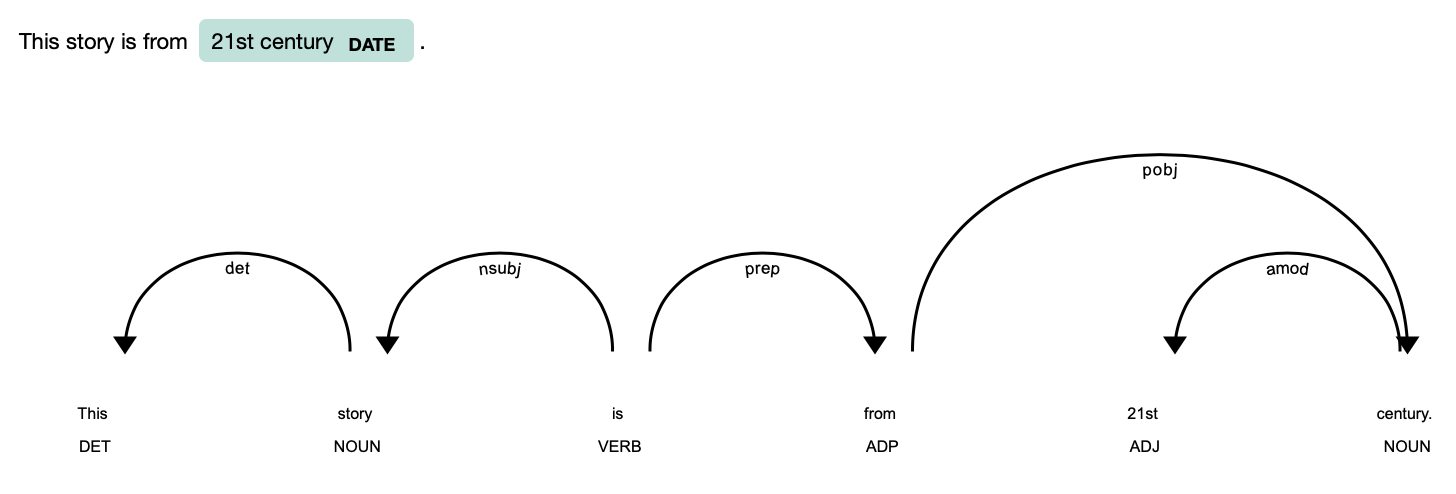 This story is from 21st century DATE .
pobj
det nsubj prep amod
This story is from 21st century.
DET NOUN VERB ADP ADJ NOUN